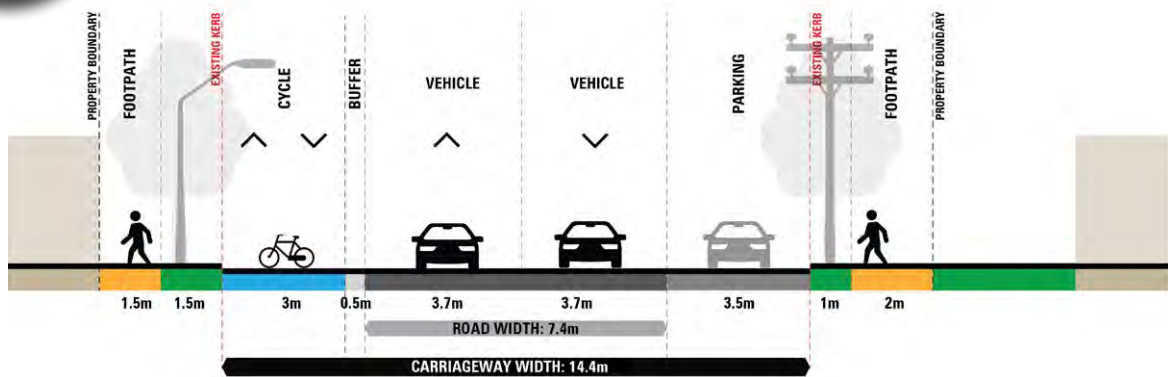 PROPERTY BOUNDARY
FOOTPATH
EXISTING KERB
CYCLE
BUFFER
VEHICLE
VEHICLE
PARKING
EXISTING KERB
FOOTPATH
PROPERTY BOUNDARY
1.5m
1.5m
3m
0.5m
3.7m
3.7m
3.5m
1m
2m
ROAD WIDTH: 7.4m
CARRIAGEWAY WIDTH: 14.4m